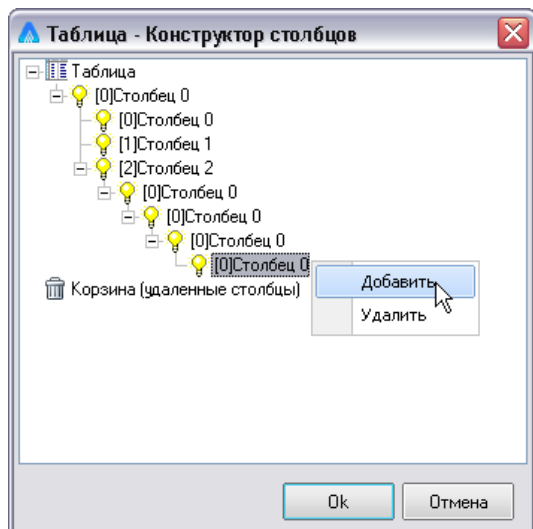 Таблица - Конструктор столбцов
Таблица
[0]Столбец 0
[0]Столбец 0
[1]Столбец 1
[2]Столбец 2
[0]Столбец 0
[0]Столбец 0
[0]Столбец 0
[0]Столбец 0
Корзина (удаленные столбцы)
Добавить
Удалить
Ok
Отмена